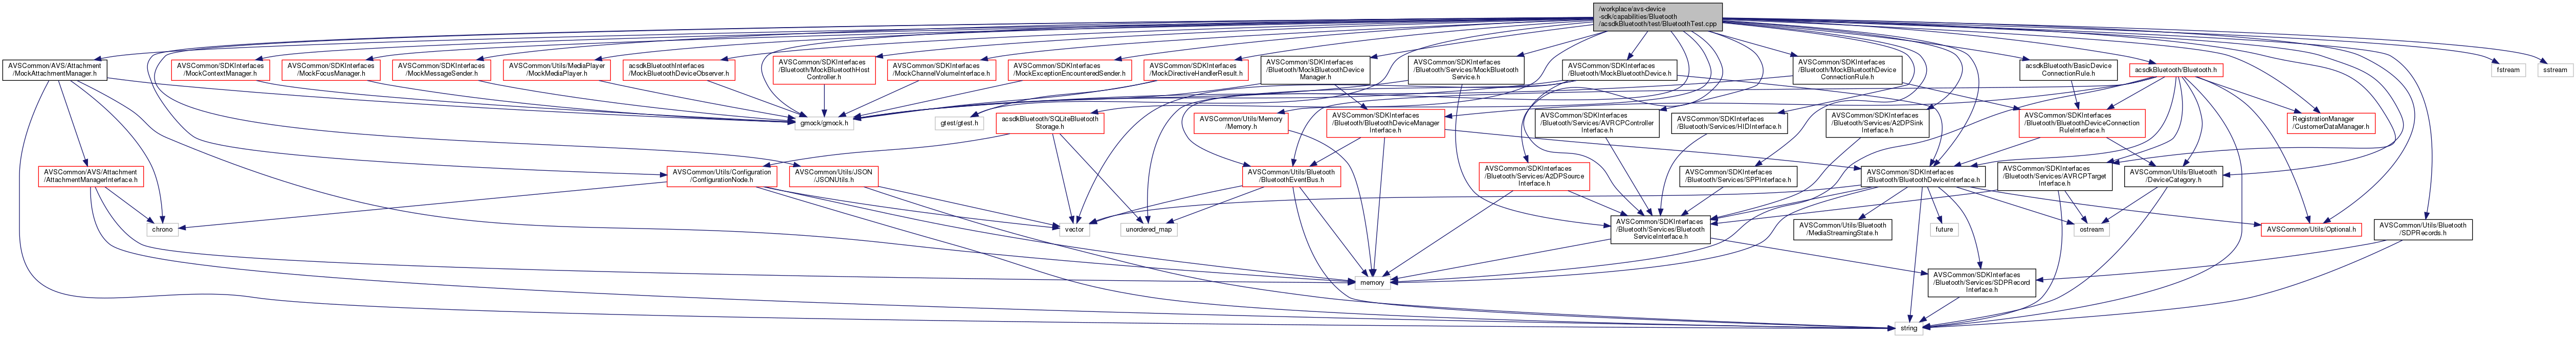 /workplace/avs-device
-sdk/capabilities/Bluetooth
/acsdkBluetooth/test/BluetoothTest.cpp
AVSCommon/AVS/Attachment
/MockAttachmentManager.h
AVSCommon/SDKInterfaces
/MockContextManager.h
AVSCommon/SDKInterfaces
/MockFocusManager.h
AVSCommon/SDKInterfaces
/MockMessageSender.h
AVSCommon/Utils/MediaPlayer
/MockMediaPlayer.h
acsdkBluetoothInterfaces
/MockBluetoothDeviceObserver.h
AVSCommon/SDKInterfaces
/Bluetooth/MockBluetoothHost
Controller.h
AVSCommon/SDKInterfaces
/MockChannelVolumeInterface.h
AVSCommon/SDKInterfaces
/MockExceptionEncounteredSender.h
AVSCommon/SDKInterfaces
/MockDirectiveHandlerResult.h
AVSCommon/SDKInterfaces
/Bluetooth/MockBluetoothDevice
Manager.h
AVSCommon/SDKInterfaces
/Bluetooth/Services/MockBluetooth
Service.h
AVSCommon/SDKInterfaces
/Bluetooth/MockBluetoothDevice.h
AVSCommon/SDKInterfaces
/Bluetooth/MockBluetoothDevice
ConnectionRule.h
acsdkBluetooth/BasicDevice
ConnectionRule.h
acsdkBluetooth/Bluetooth.h
fstream
sstream
gmock/gmock.h
gtest/gtest.h
acsdkBluetooth/SQLiteBluetooth
Storage.h
AVSCommon/Utils/Memory
/Memory.h
AVSCommon/SDKInterfaces
/Bluetooth/BluetoothDeviceManager
Interface.h
AVSCommon/SDKInterfaces
/Bluetooth/Services/AVRCPController
Interface.h
AVSCommon/SDKInterfaces
/Bluetooth/Services/HIDInterface.h
AVSCommon/SDKInterfaces
/Bluetooth/Services/A2DPSink
Interface.h
AVSCommon/SDKInterfaces
/Bluetooth/BluetoothDeviceConnection
RuleInterface.h
RegistrationManager
/CustomerDataManager.h
AVSCommon/AVS/Attachment
/AttachmentManagerInterface.h
AVSCommon/Utils/Configuration
/ConfigurationNode.h
AVSCommon/Utils/JSON
/JSONUtils.h
AVSCommon/Utils/Bluetooth
/BluetoothEventBus.h
AVSCommon/SDKInterfaces
/Bluetooth/Services/A2DPSource
Interface.h
AVSCommon/SDKInterfaces
/Bluetooth/Services/SPPInterface.h
AVSCommon/SDKInterfaces
/Bluetooth/BluetoothDeviceInterface.h
AVSCommon/SDKInterfaces
/Bluetooth/Services/AVRCPTarget
Interface.h
AVSCommon/Utils/Bluetooth
/DeviceCategory.h
chrono
vector
unordered_map
AVSCommon/SDKInterfaces
/Bluetooth/Services/Bluetooth
ServiceInterface.h
AVSCommon/Utils/Bluetooth
/MediaStreamingState.h
future
ostream
AVSCommon/Utils/Optional.h
AVSCommon/Utils/Bluetooth
/SDPRecords.h
memory
AVSCommon/SDKInterfaces
/Bluetooth/Services/SDPRecord
Interface.h
string